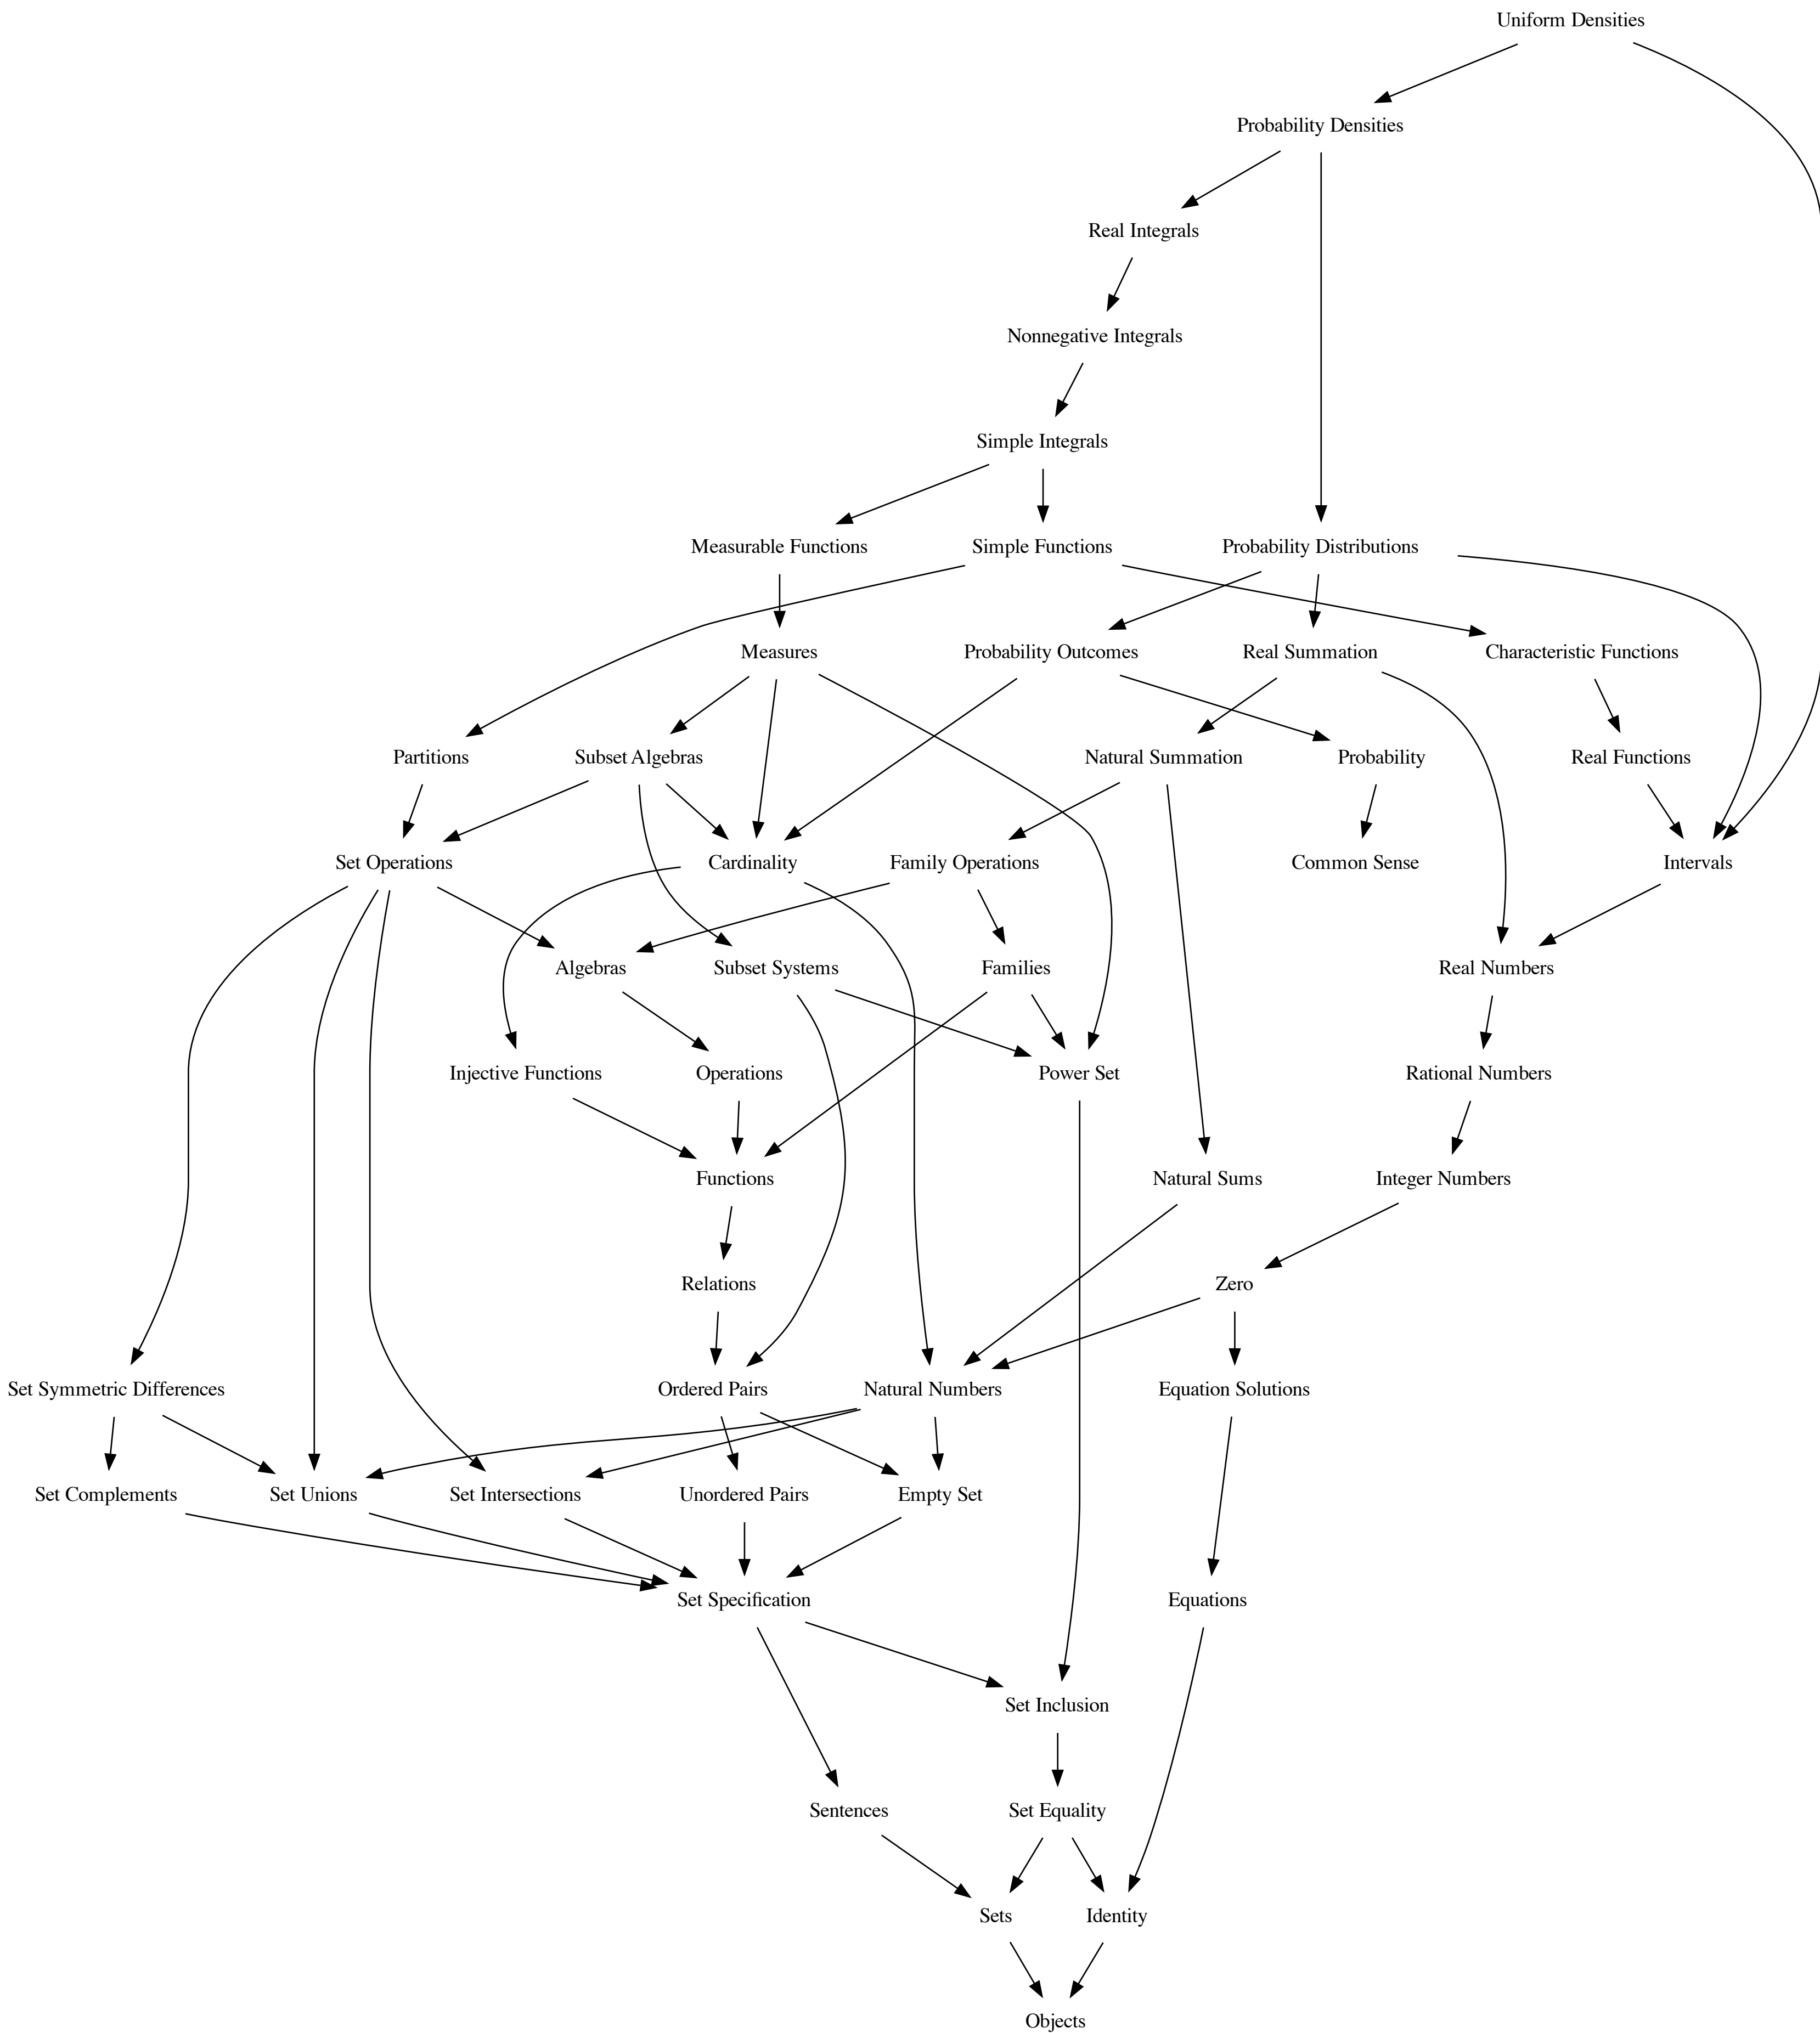 Uniform Densities
Probability Densities
Real Integrals
Nonnegative Integrals
Simple Integrals
Measurable Functions
Simple Functions
Probability Distributions
Measures
Probability Outcomes
Real Summation
Characteristic Functions
Partitions
Subset Algebras
Natural Summation
Probability
Real Functions
Set Operations
Cardinality
Family Operations
Common Sense
Intervals
Algebras
Subset Systems
Families
Real Numbers
Injective Functions
Operations
Power Set
Rational Numbers
Functions
Natural Sums
Integer Numbers
Relations
Zero
Set Symmetric Differences
Ordered Pairs
Natural Numbers
Equation Solutions
Set Complements
Set Unions
Set Intersections
Unordered Pairs
Empty Set
Set Specification
Equations
Set Inclusion
Sentences
Set Equality
Sets
Identity
Objects